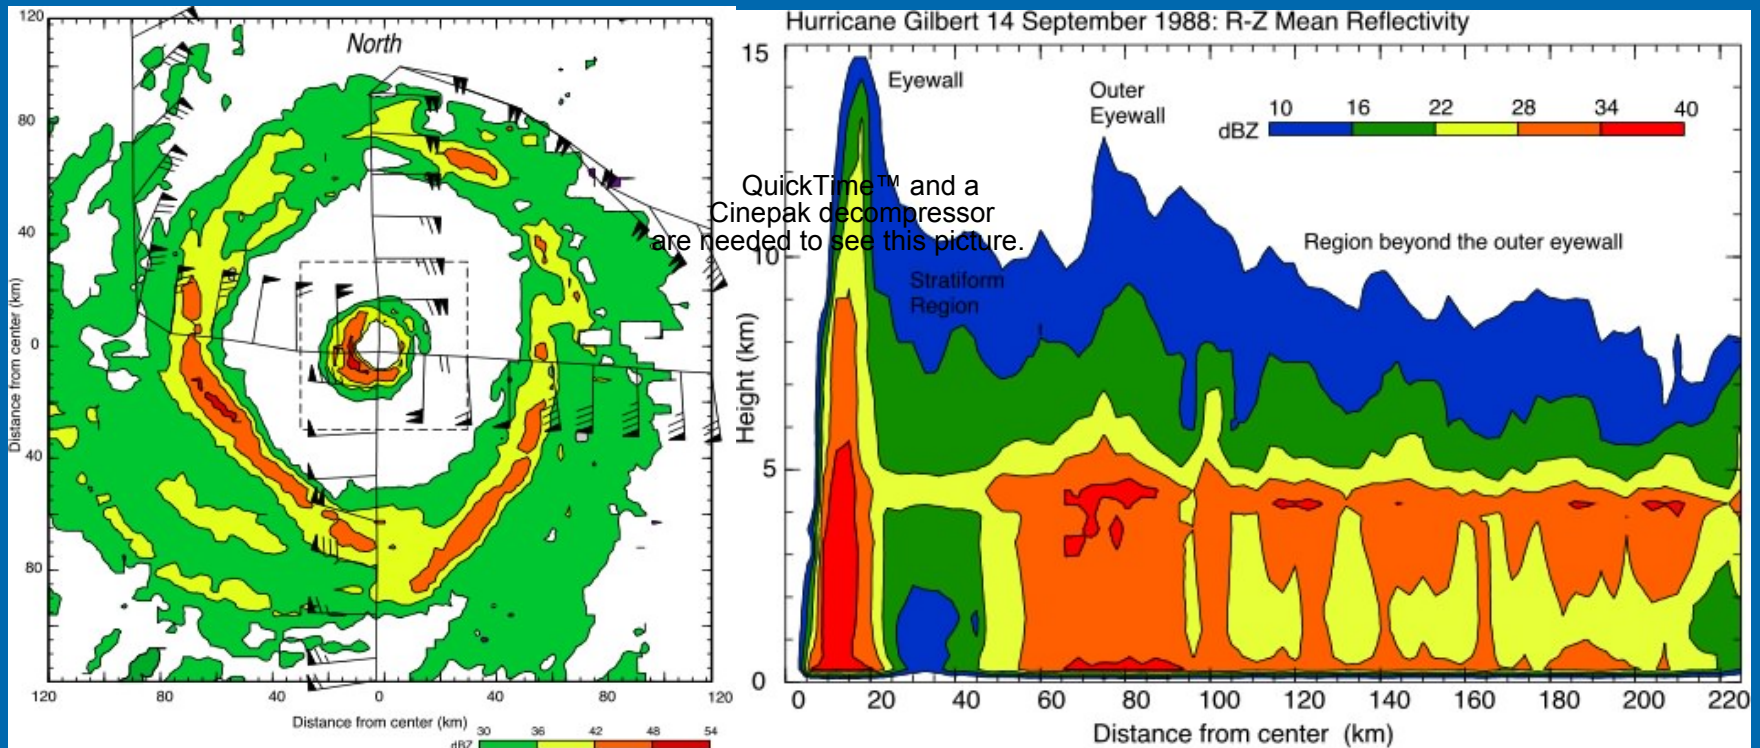 120
80
40
0
40
80
Distance from center (km)
North
120
80
40
0
40
80
120
Distance from center (km)
dBZ
30
36
42
48
54
Hurricane Gilbert 14 September 1988: R-Z Mean Reflectivity
15
10
5
0
Height (km)
Eyewall
Outer
Eyewall
10
16
22
28
34
40
dBZ
QuickTime™ and a
Cinepak decompressor
are needed to see this picture.
Region beyond the outer eyewall
Stratiform
Region
0
20
40
60
80
100
120
140
160
180
200
220
Distance from center (km)